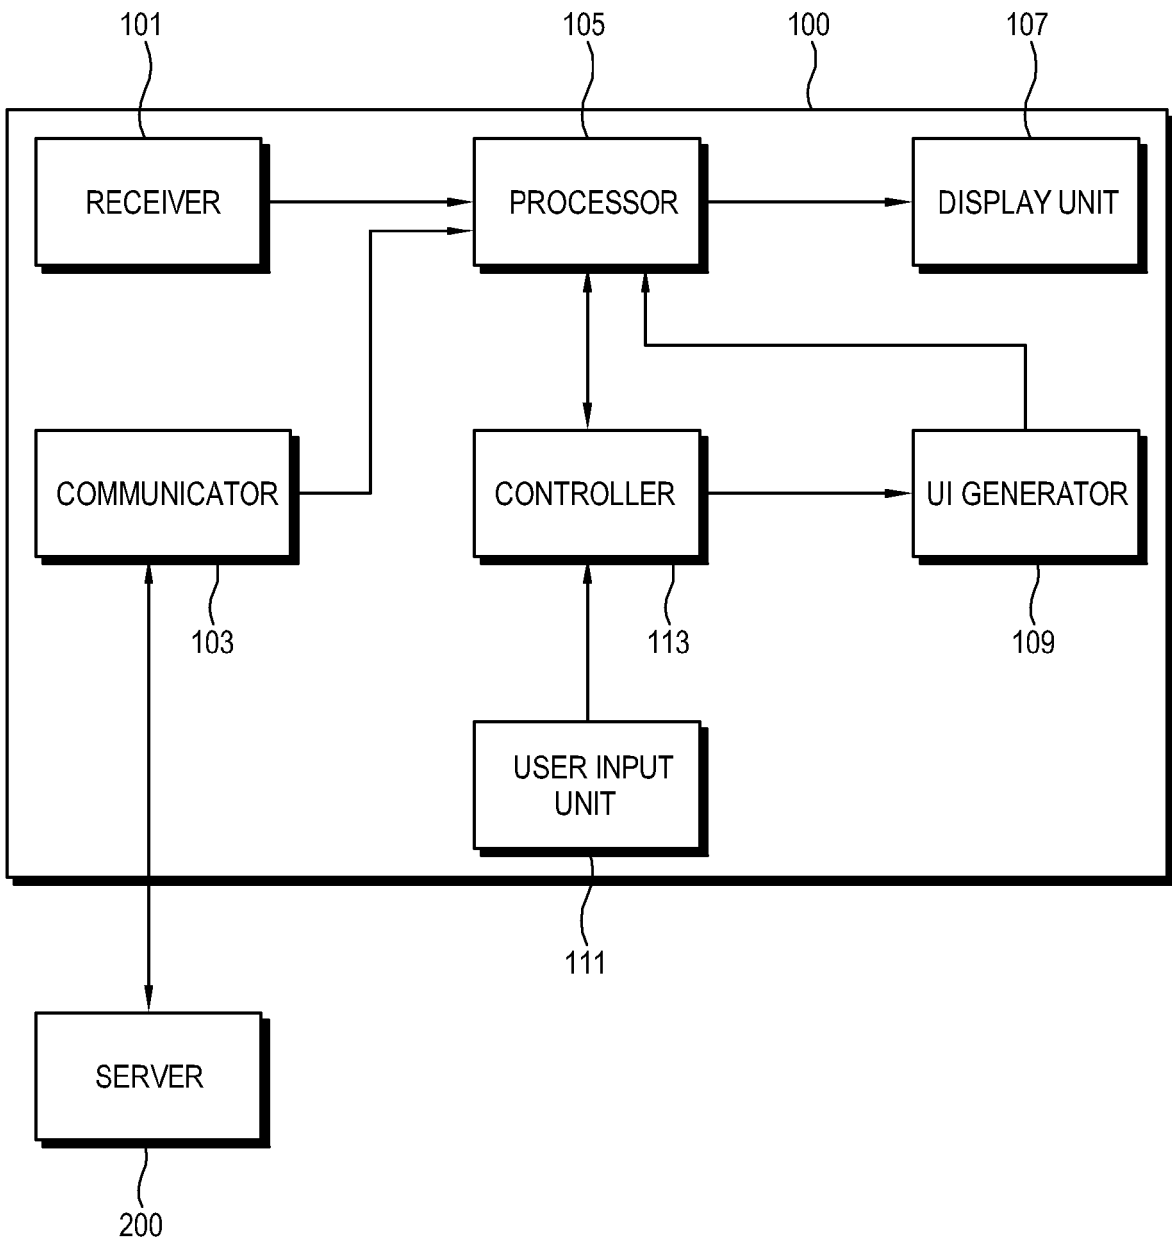 101
105
100
107
RECEIVER
PROCESSOR
DISPLAY UNIT
COMMUNICATOR
CONTROLLER
UI GENERATOR
103
113
109
USER INPUT
UNIT
111
SERVER
200